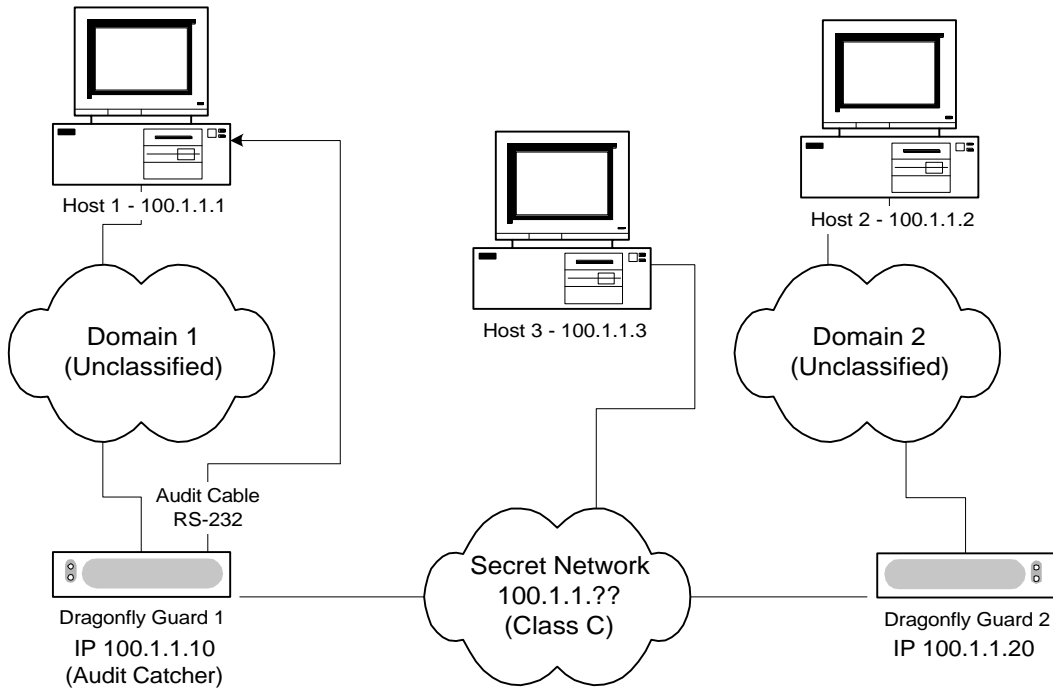 Host 1 - 100.1.1.1
Host 2 - 100.1.1.2
Host 3 - 100.1.1.3
Domain 1
(Unclassified)
Domain 2
(Unclassified)
Audit Cable
RS-232
Secret Network
100.1.1.??
(Class C)
Dragonfly Guard 1
IP 100.1.1.10
(Audit Catcher)
Dragonfly Guard 2
IP 100.1.1.20